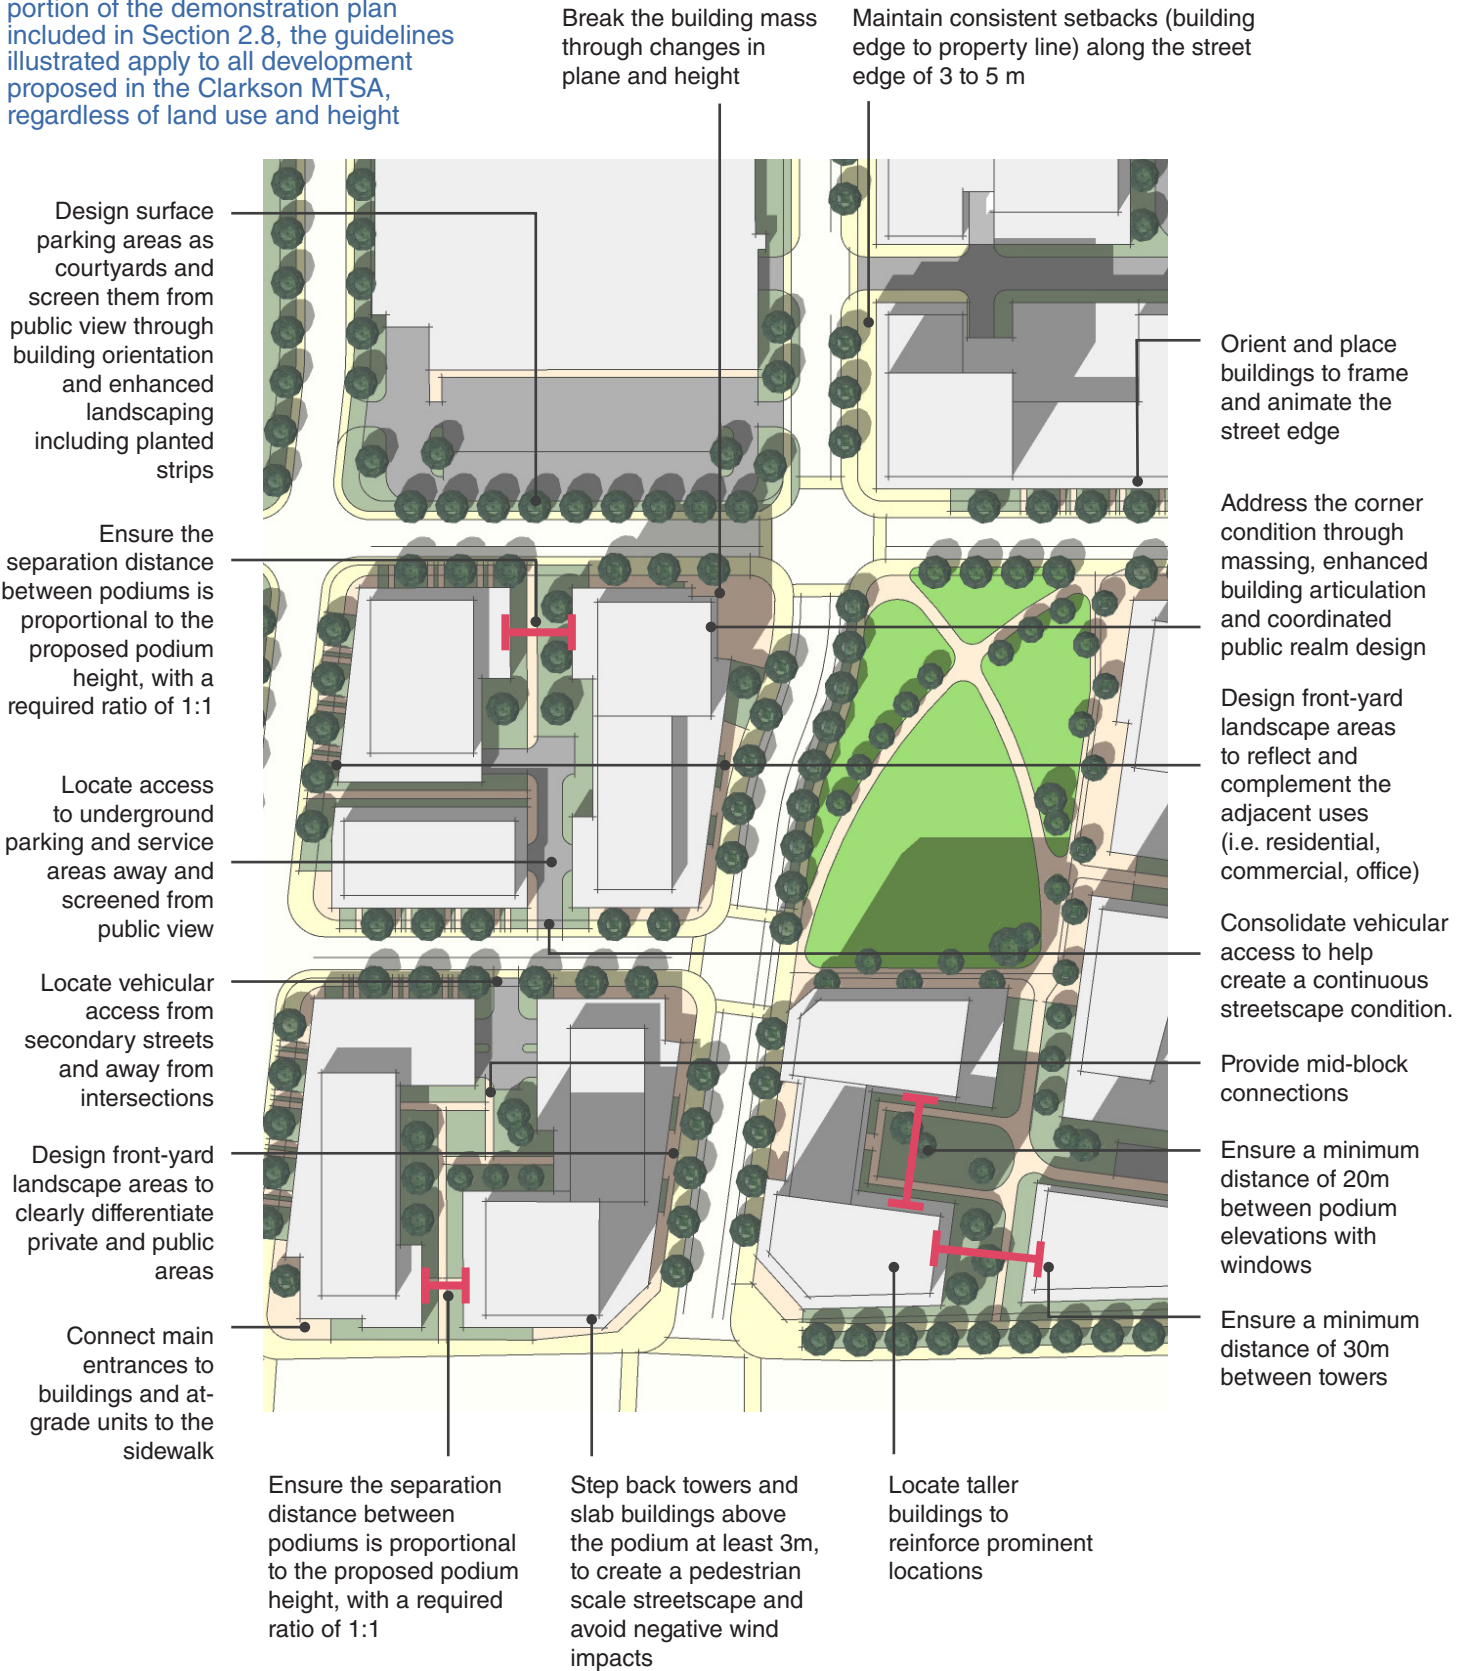 portion of the demonstration plan
included in Section 2.8, the guidelines
illustrated apply to all development
proposed in the Clarkson MTSA,
regardless of land use and height
Break the building mass
through changes in
plane and height
Maintain consistent setbacks (building
edge to property line) along the street
edge of 3 to 5 m
Design surface
parking areas as
courtyards and
screen them from
public view through
building orientation
and enhanced
landscaping
including planted
strips
Ensure the
separation distance
between podiums is
proportional to the
proposed podium
height, with a
required ratio of 1:1
Locate access
to underground
parking and service
areas away and
screened from
public view
Locate vehicular
access from
secondary streets
and away from
intersections
Design front-yard
landscape areas to
clearly differentiate
private and public
areas
Connect main
entrances to
buildings and at-
grade units to the
sidewalk
Orient and place
buildings to frame
and animate the
street edge
Address the corner
condition through
massing, enhanced
building articulation
and coordinated
public realm design
Design front-yard
landscape areas
to reflect and
complement the
adjacent uses
(i.e. residential,
commercial, office)
Consolidate vehicular
access to help
create a continuous
streetscape condition.
Provide mid-block
connections
Ensure a minimum
distance of 20m
between podium
elevations with
windows
Ensure a minimum
distance of 30m
between towers
Ensure the separation
distance between
podiums is proportional
to the proposed podium
height, with a required
ratio of 1:1
Step back towers and
slab buildings above
the podium at least 3m,
to create a pedestrian
scale streetscape and
avoid negative wind
impacts
Locate taller
buildings to
reinforce prominent
locations